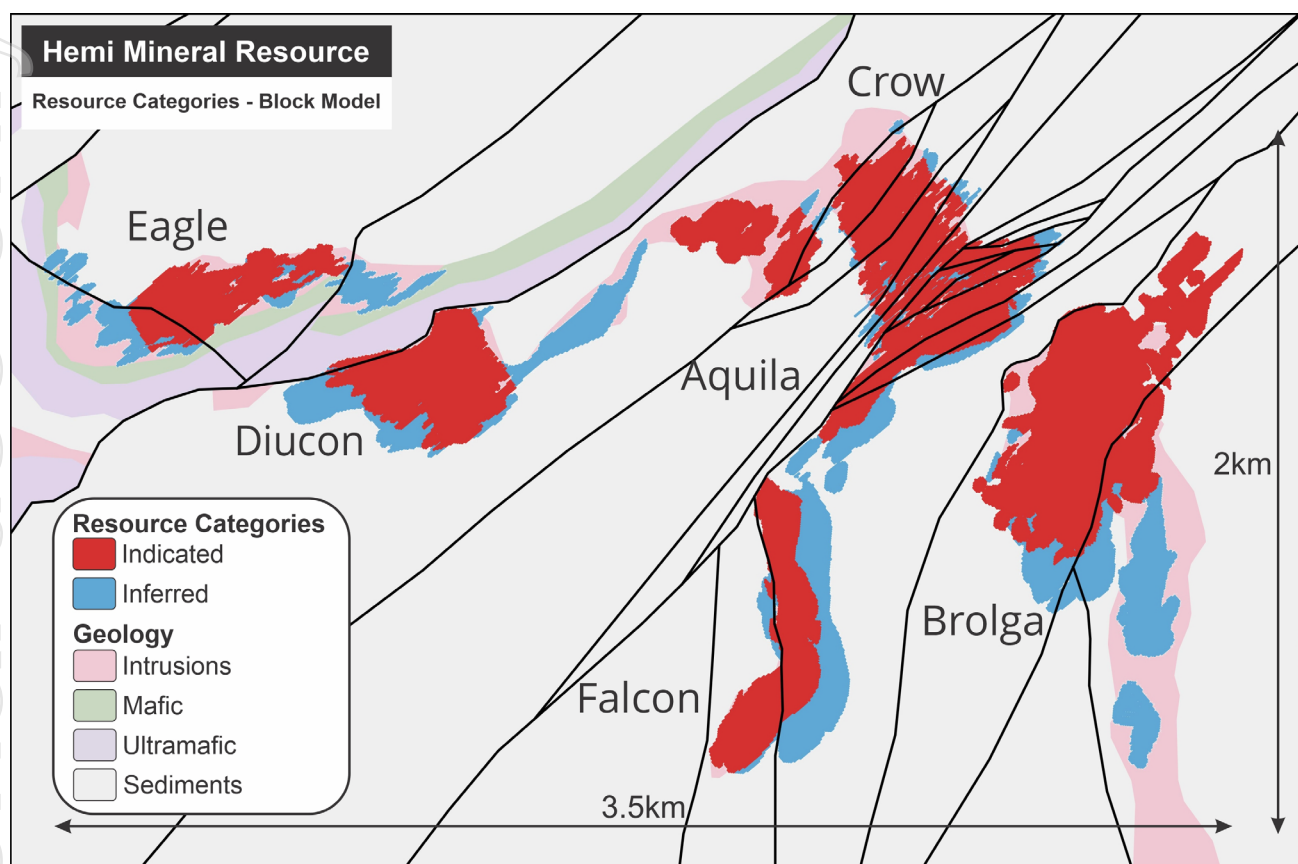 Hemi Mineral Resource
Resource Categories - Block Model
Crow
Eagle
Aquila
Diucon
2km
Resource Categories
Indicated
Inferred
Geology
Intrusions
Mafic
Ultramafic
Sediments
Brolga
Falcon
3.5km